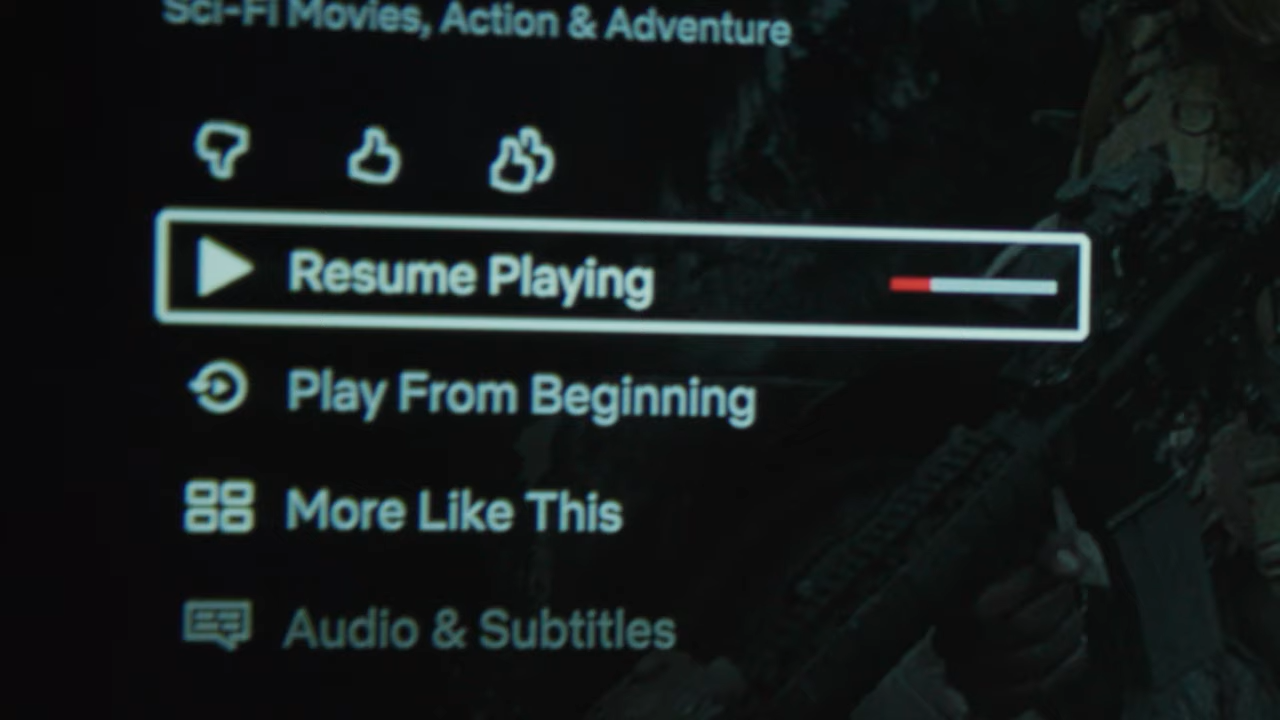 Sci-Fi Movies, Action & Adventure
Resume Playing
Play From Beginning
More Like This
Audio & Subtitles